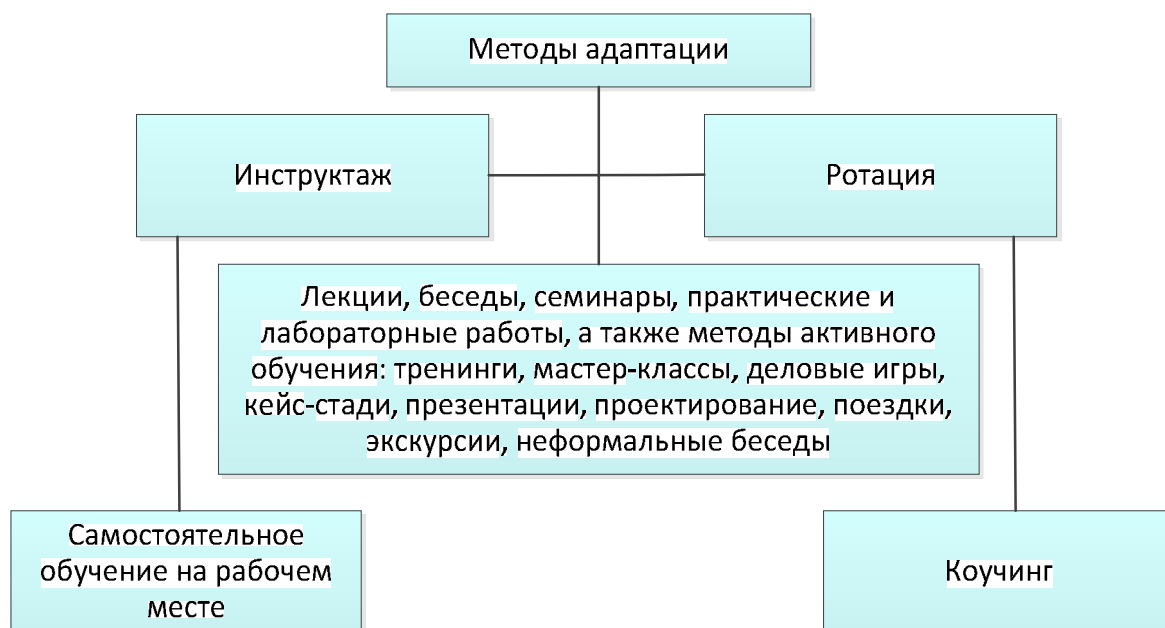 Методы адаптации
Инструктаж
Ротация
Лекции, беседы, семинары, практические и
лабораторные работы, а также методы активного
обучения: тренинги, мастер-классы, деловые игры,
кейс-стади, презентации, проектирование, поездки,
экскурсии, неформальные беседы
Самостоятельное
обучение на рабочем
месте
Коучинг